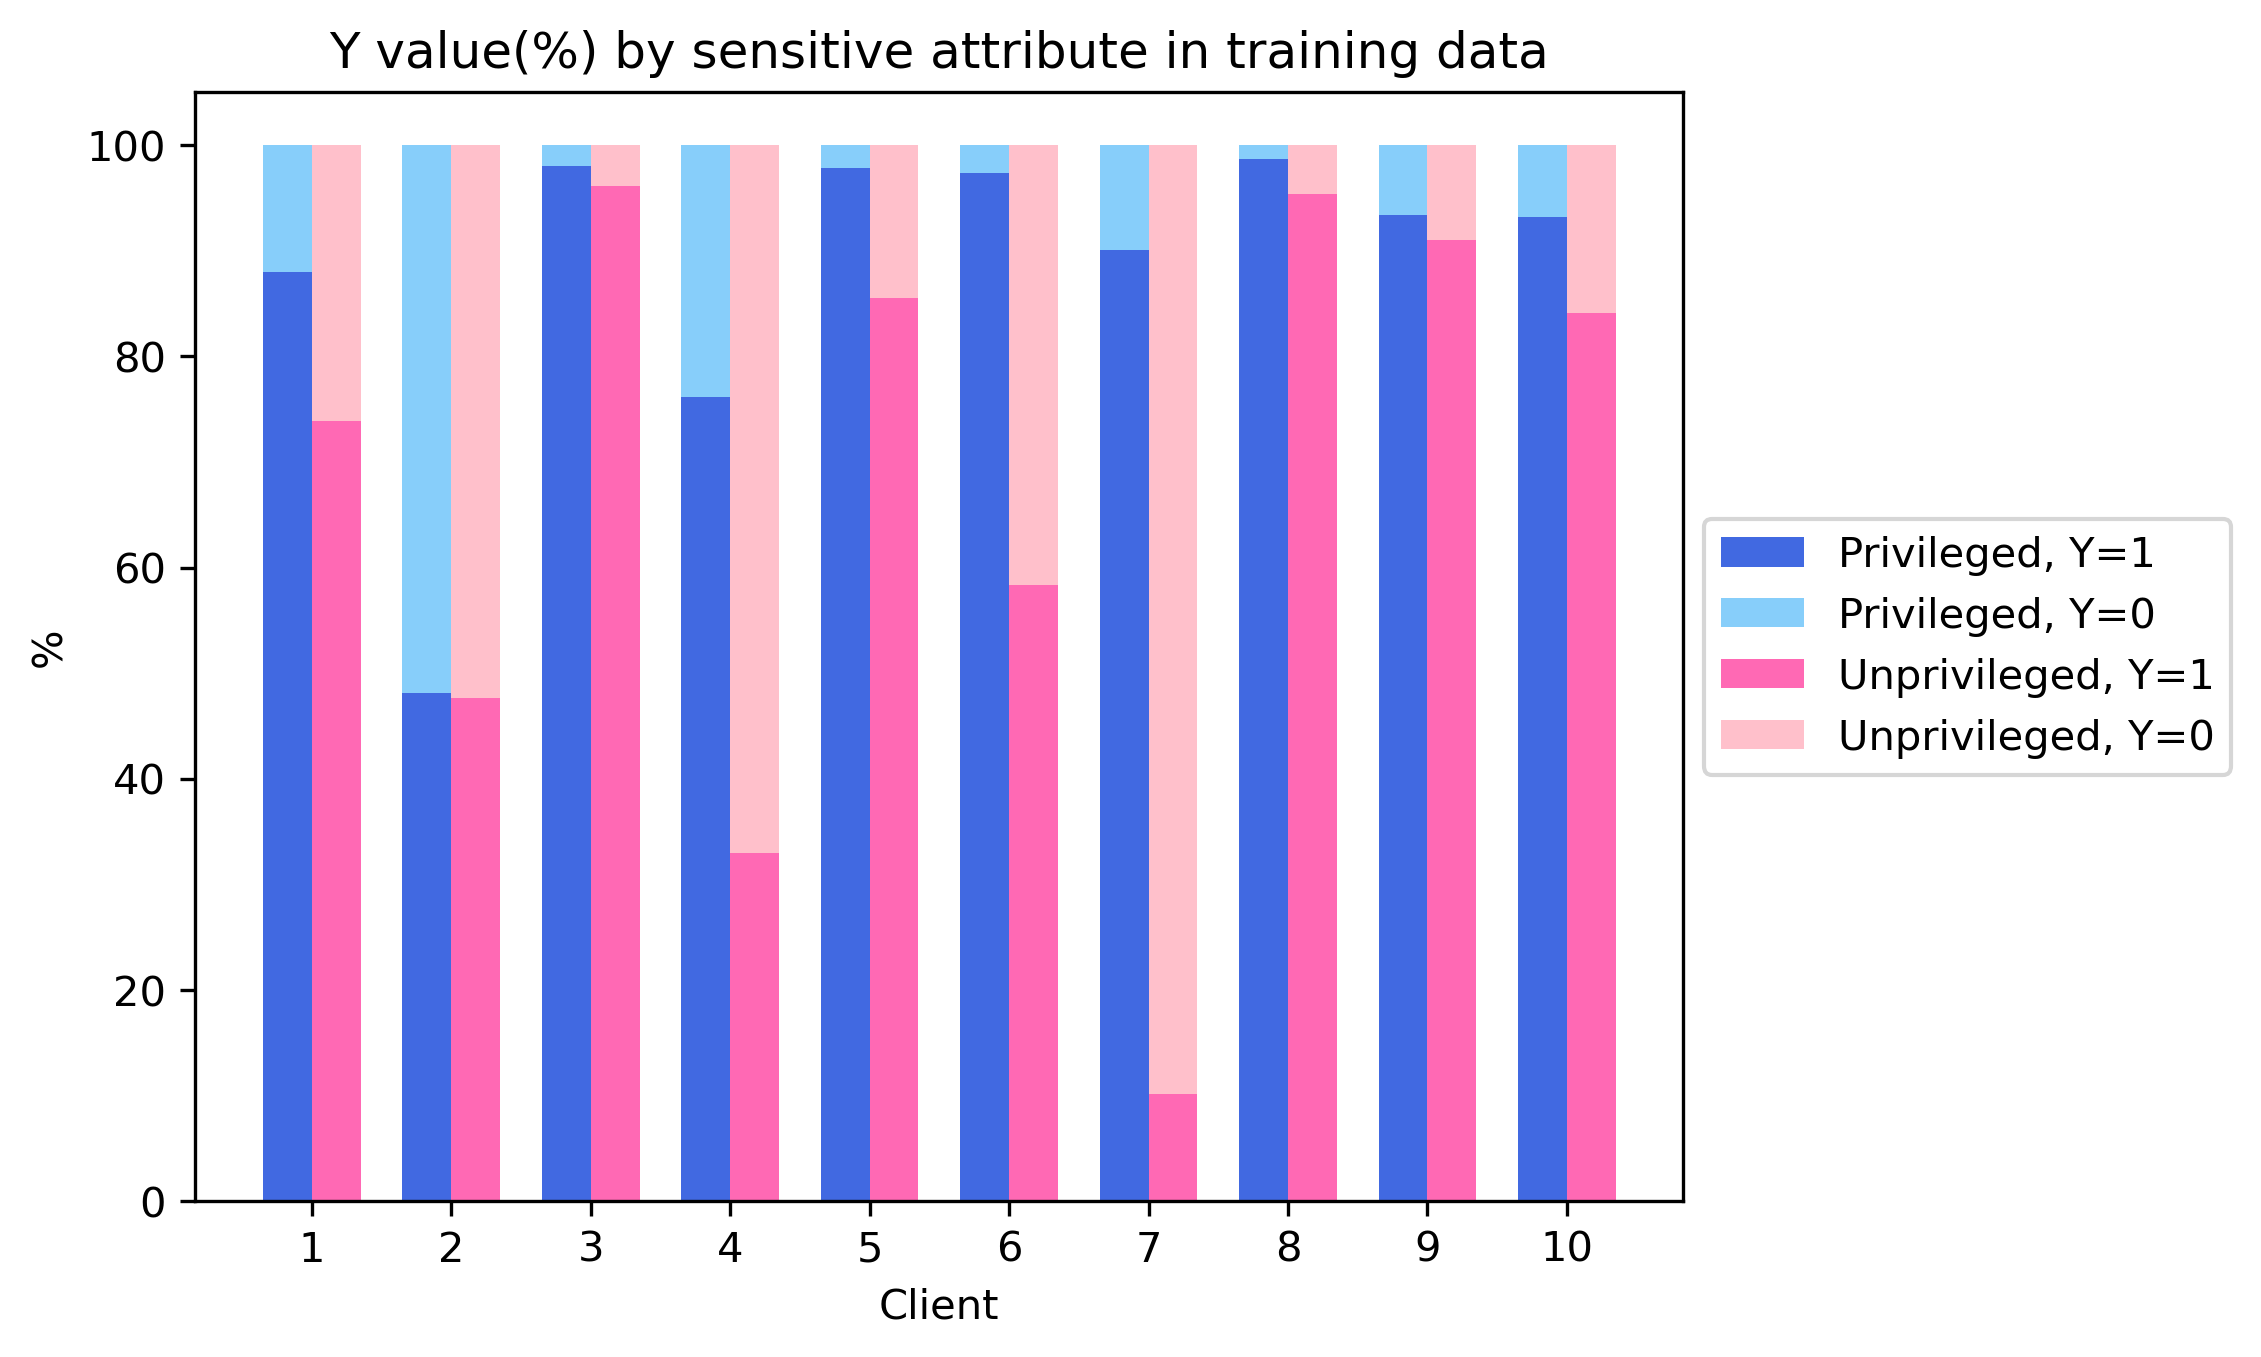 Y value(%) by sensitive attribute in training data
100
80
60
40
20
0
%
1 2 3 4 5 6 7 8 9 10
Client
Privileged, Y=1
Privileged, Y=0
Unprivileged, Y=1
Unprivileged, Y=0